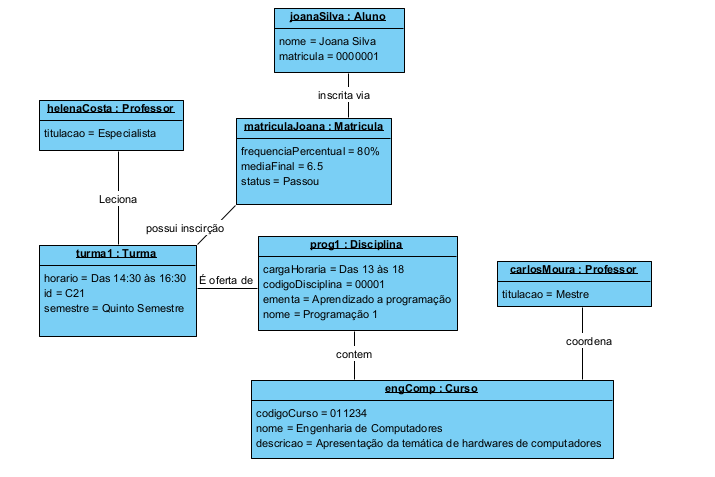 joanaSilva : Aluno
nome = Joana Silva
matricula = 0000001
inscrita via
helenaCosta : Professor
titulacao = Especialista
matriculaJoana : Matricula
frequenciaPercentual = 80%
mediaFinal = 6.5
status = Passou
Leciona
possui inscirção
turma1 : Turma
horario = Das 14:30 às 16:30
id = C21
semestre = Quinto Semestre
É oferta de
prog1 : Disciplina
cargaHoraria = Das 13 às 18
codigoDisciplina = 00001
ementa = Aprendizado a programação
nome = Programação 1
carlosMoura : Professor
titulacao = Mestre
contem
coordena
engComp : Curso
codigoCurso = 011234
nome = Engenharia de Computadores
descricao = Apresentação da temática de hardwares de computadores